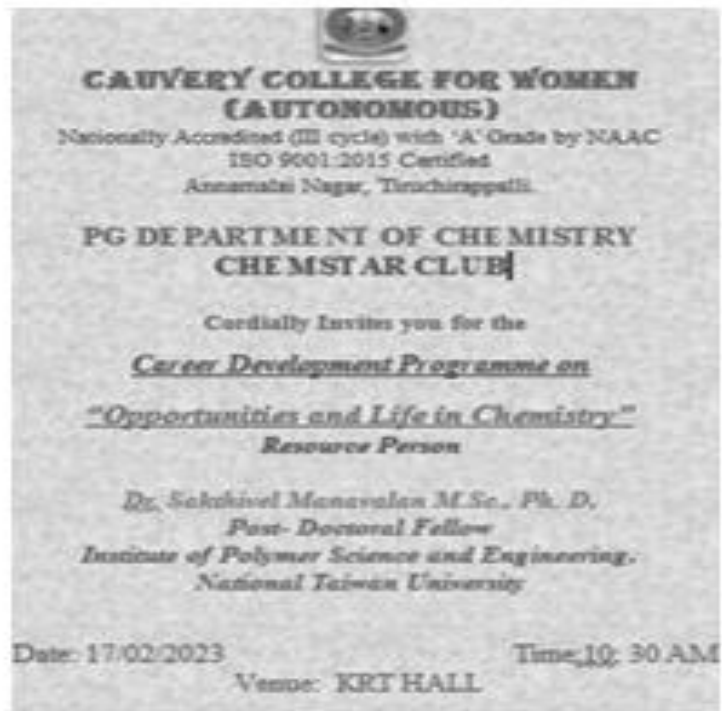 CAUVERY COLLEGE FOR WOMEN
(AUTONOMOUS)
Nationally Accredited (III cycle) with 'A' Grade by NAAC
ISO 9001:2015 Certified
Annamalai Nagar, Tiruchirappalli.
PG DEPARTMENT OF CHEMISTRY
CHEMSTAR CLUB
Cordially Invites you for the
Career Development Programme on
"Opportunities and Life in Chemistry"
Resource Person
Dr. Sakthivel Manavalan M.Sc., Ph. D,
Post- Doctoral Fellow
Institute of Polymer Science and Engineering,
National Taiwan University
Date: 17/02/2023 Time:10: 30 AM
Venue: KRT HALL